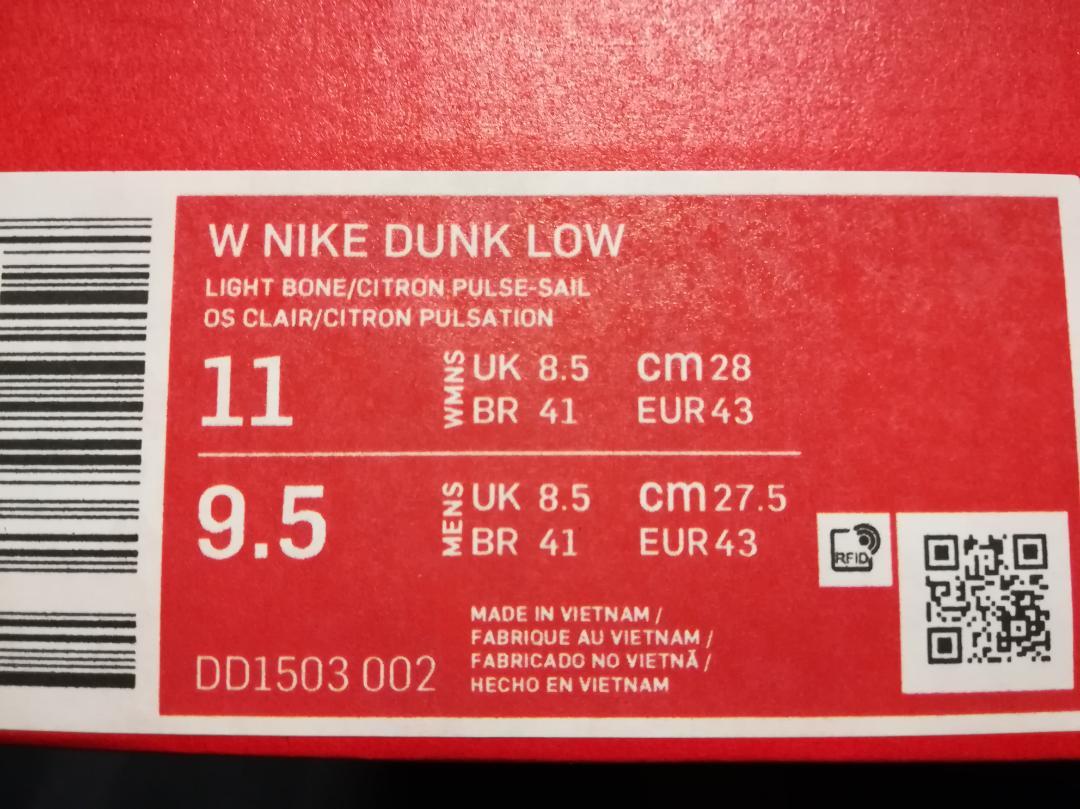 W NIKE DUNK LOW
LIGHT BONE/CITRON PULSE-SAIL
OS CLAIR/CITRON PULSATION
11
WMNS
UK 8.5 cm 28
BR 41 EUR 43
9.5
MENS
UK 8.5 cm 27.5
BR 41 EUR 43
RFID
MADE IN VIETNAM /
FABRIQUE AU VIETNAM /
FABRICADO NO VIETNÃ /
HECHO EN VIETNAM
DD1503 002